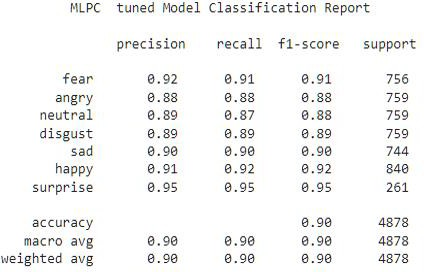 MLPC tuned Model Classification Report
precision recall f1-score support
fear 0.92 0.91 0.91 756
angry 0.88 0.88 0.88 759
neutral 0.89 0.87 0.88 759
disgust 0.89 0.89 0.89 759
sad 0.90 0.90 0.90 744
happy 0.91 0.92 0.92 840
surprise 0.95 0.95 0.95 261
accuracy 0.90 4878
macro avg 0.90 0.90 0.90 4878
weighted avg 0.90 0.90 0.90 4878